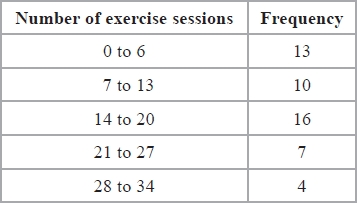 Number of exercise sessions Frequency
0 to 6 13
7 to 13 10
14 to 20 16
21 to 27 7
28 to 34 4